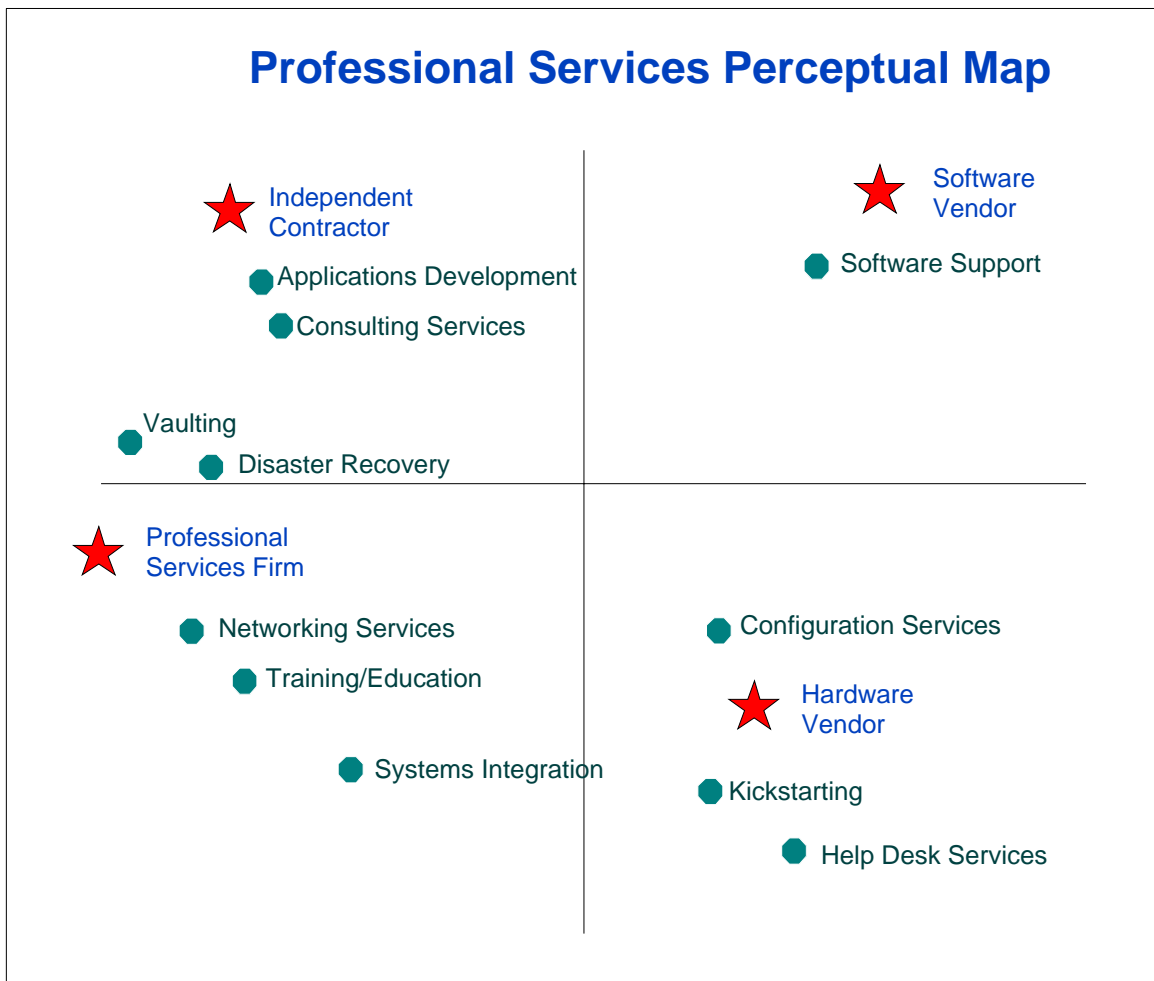 Professional Services Perceptual Map
Independent
Contractor
Software
Vendor
Applications Development
Software Support
Consulting Services
Vaulting
Disaster Recovery
Professional
Services Firm
Networking Services
Configuration Services
Training/Education
Hardware
Vendor
Systems Integration
Kickstarting
Help Desk Services